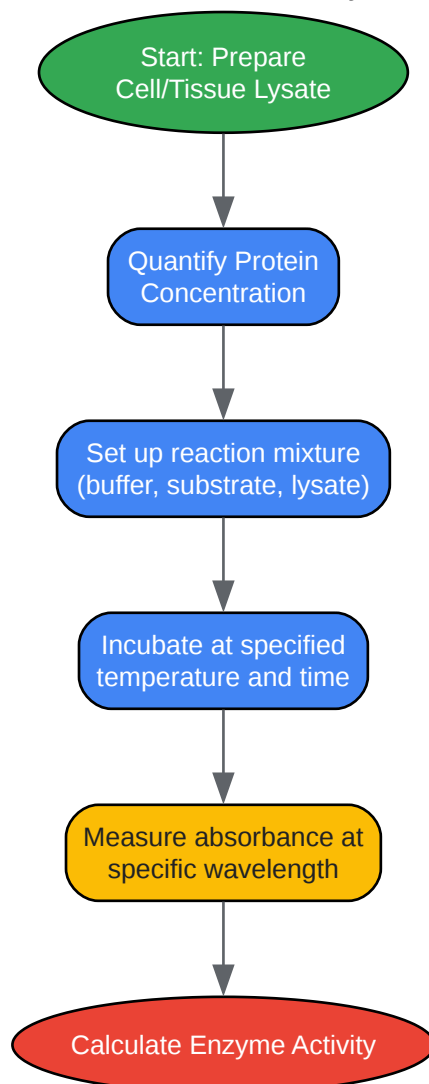 Start: Prepare
Cell/Tissue Lysate
Quantify Protein
Concentration
Set up reaction mixture
(buffer, substrate, lysate)
Incubate at specified
temperature and time
Measure absorbance at
specific wavelength
Calculate Enzyme Activity